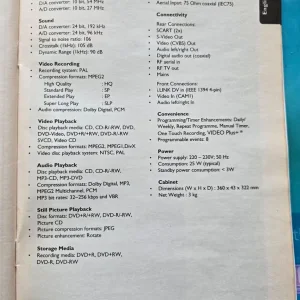 D/A converter: 10 bit, 54 MHz
A/D converter: 10 bit, 27 MHz
Sound
D/A converter: 24 bit, 192 kHz
A/D converter: 24 bit, 96 kHz
Signal to noise ratio: 106
Crosstalk (1kHz): 105 dB
Dynamic Range (1kHz): 90 dB
Video Recording
Recording system: PAL
Compression formats: MPEG2
High Quality : HQ
Standard Play : SP
Extended Play : EP
Super Long Play : SLP
Audio compression: Dolby Digital, PCM
Video Playback
Disc playback media: CD, CD-R/-RW, DVD,
DVD-Video, DVD+R/+RW, DVD-R/-RW,
SVCD, Video CD
Compression formats: MPEG2, MPEG1, DivX
Video disc playback system: NTSC, PAL
Audio Playback
Disc playback media: CD, CD-R/-RW,
MP3-CD, MP3-DVD
Compression formats: Dolby Digital, MP3,
MPEG2 Multichannel, PCM
MP3 bit rates: 32~256 kbps and VBR
Still Picture Playback
Disc formats: DVD+R/+RW, DVD-R/-RW,
Picture CD
Picture compression formats: JPEG
Picture enhancement: Rotate
Storage Media
Recording media: DVD+R, DVD+RW,
DVD-R, DVD-RW
Aerial Input: 75 Ohm coaxial (IEC75)
Connectivity
Rear Connections:
SCART (2x)
S-Video Out
Video (CVBS) Out
Audio left/right Out
Digital audio out (coaxial)
RF aerial in
RF TV out
Mains
Front Connections:
i.LINK DV in (IEEE 1394 4-pin)
Video In (CAM1)
Audio left/right In
Convenience
Programming/Timer Enhancements: Daily/
Weekly, Repeat Programme, Manual Timer,
One Touch Recording, VIDEO Plus+®
Programmable events: 8
Power
Power supply: 220 – 230V; 50 Hz
Consumption: 25 W (typical)
Standby power consumption: < 3W
Cabinet
Dimensions (W x H x D) : 360 x 43 x 322 mm
Net Weight : 3 kg
English